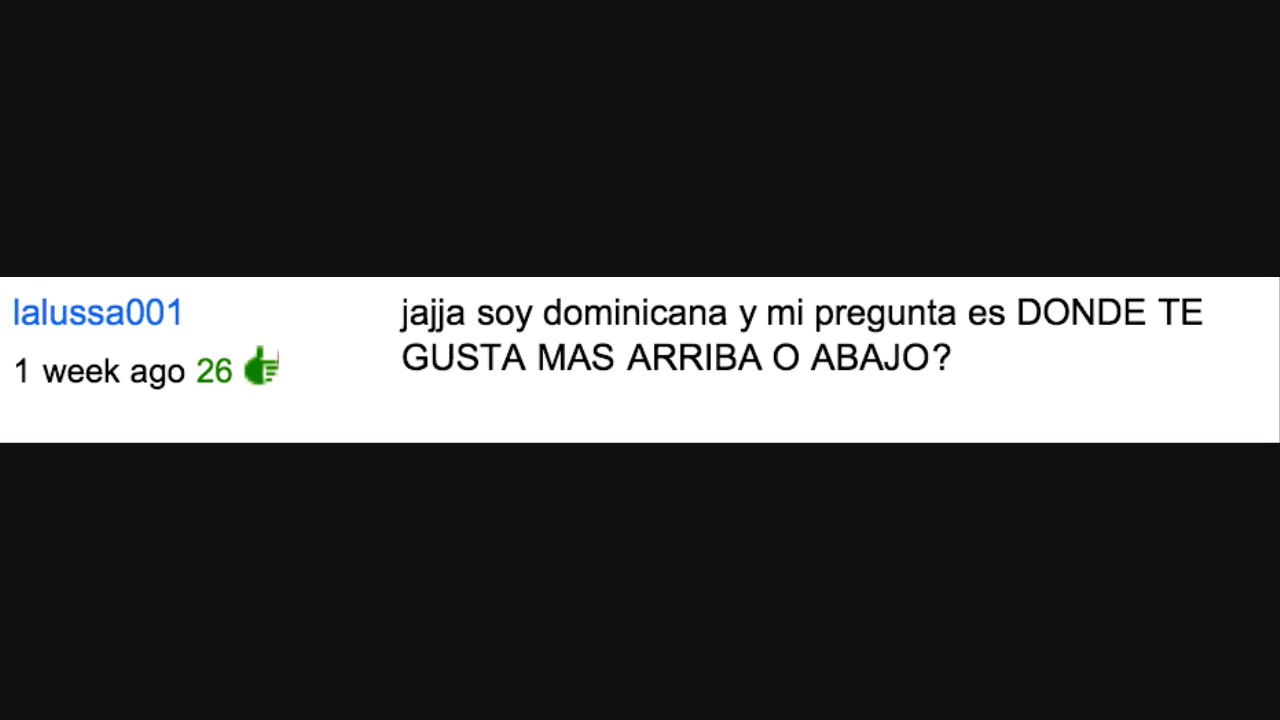 lalussa001
1 week ago 26
jajja soy dominicana y mi pregunta es DONDE TE
GUSTA MAS ARRIBA O ABAJO?